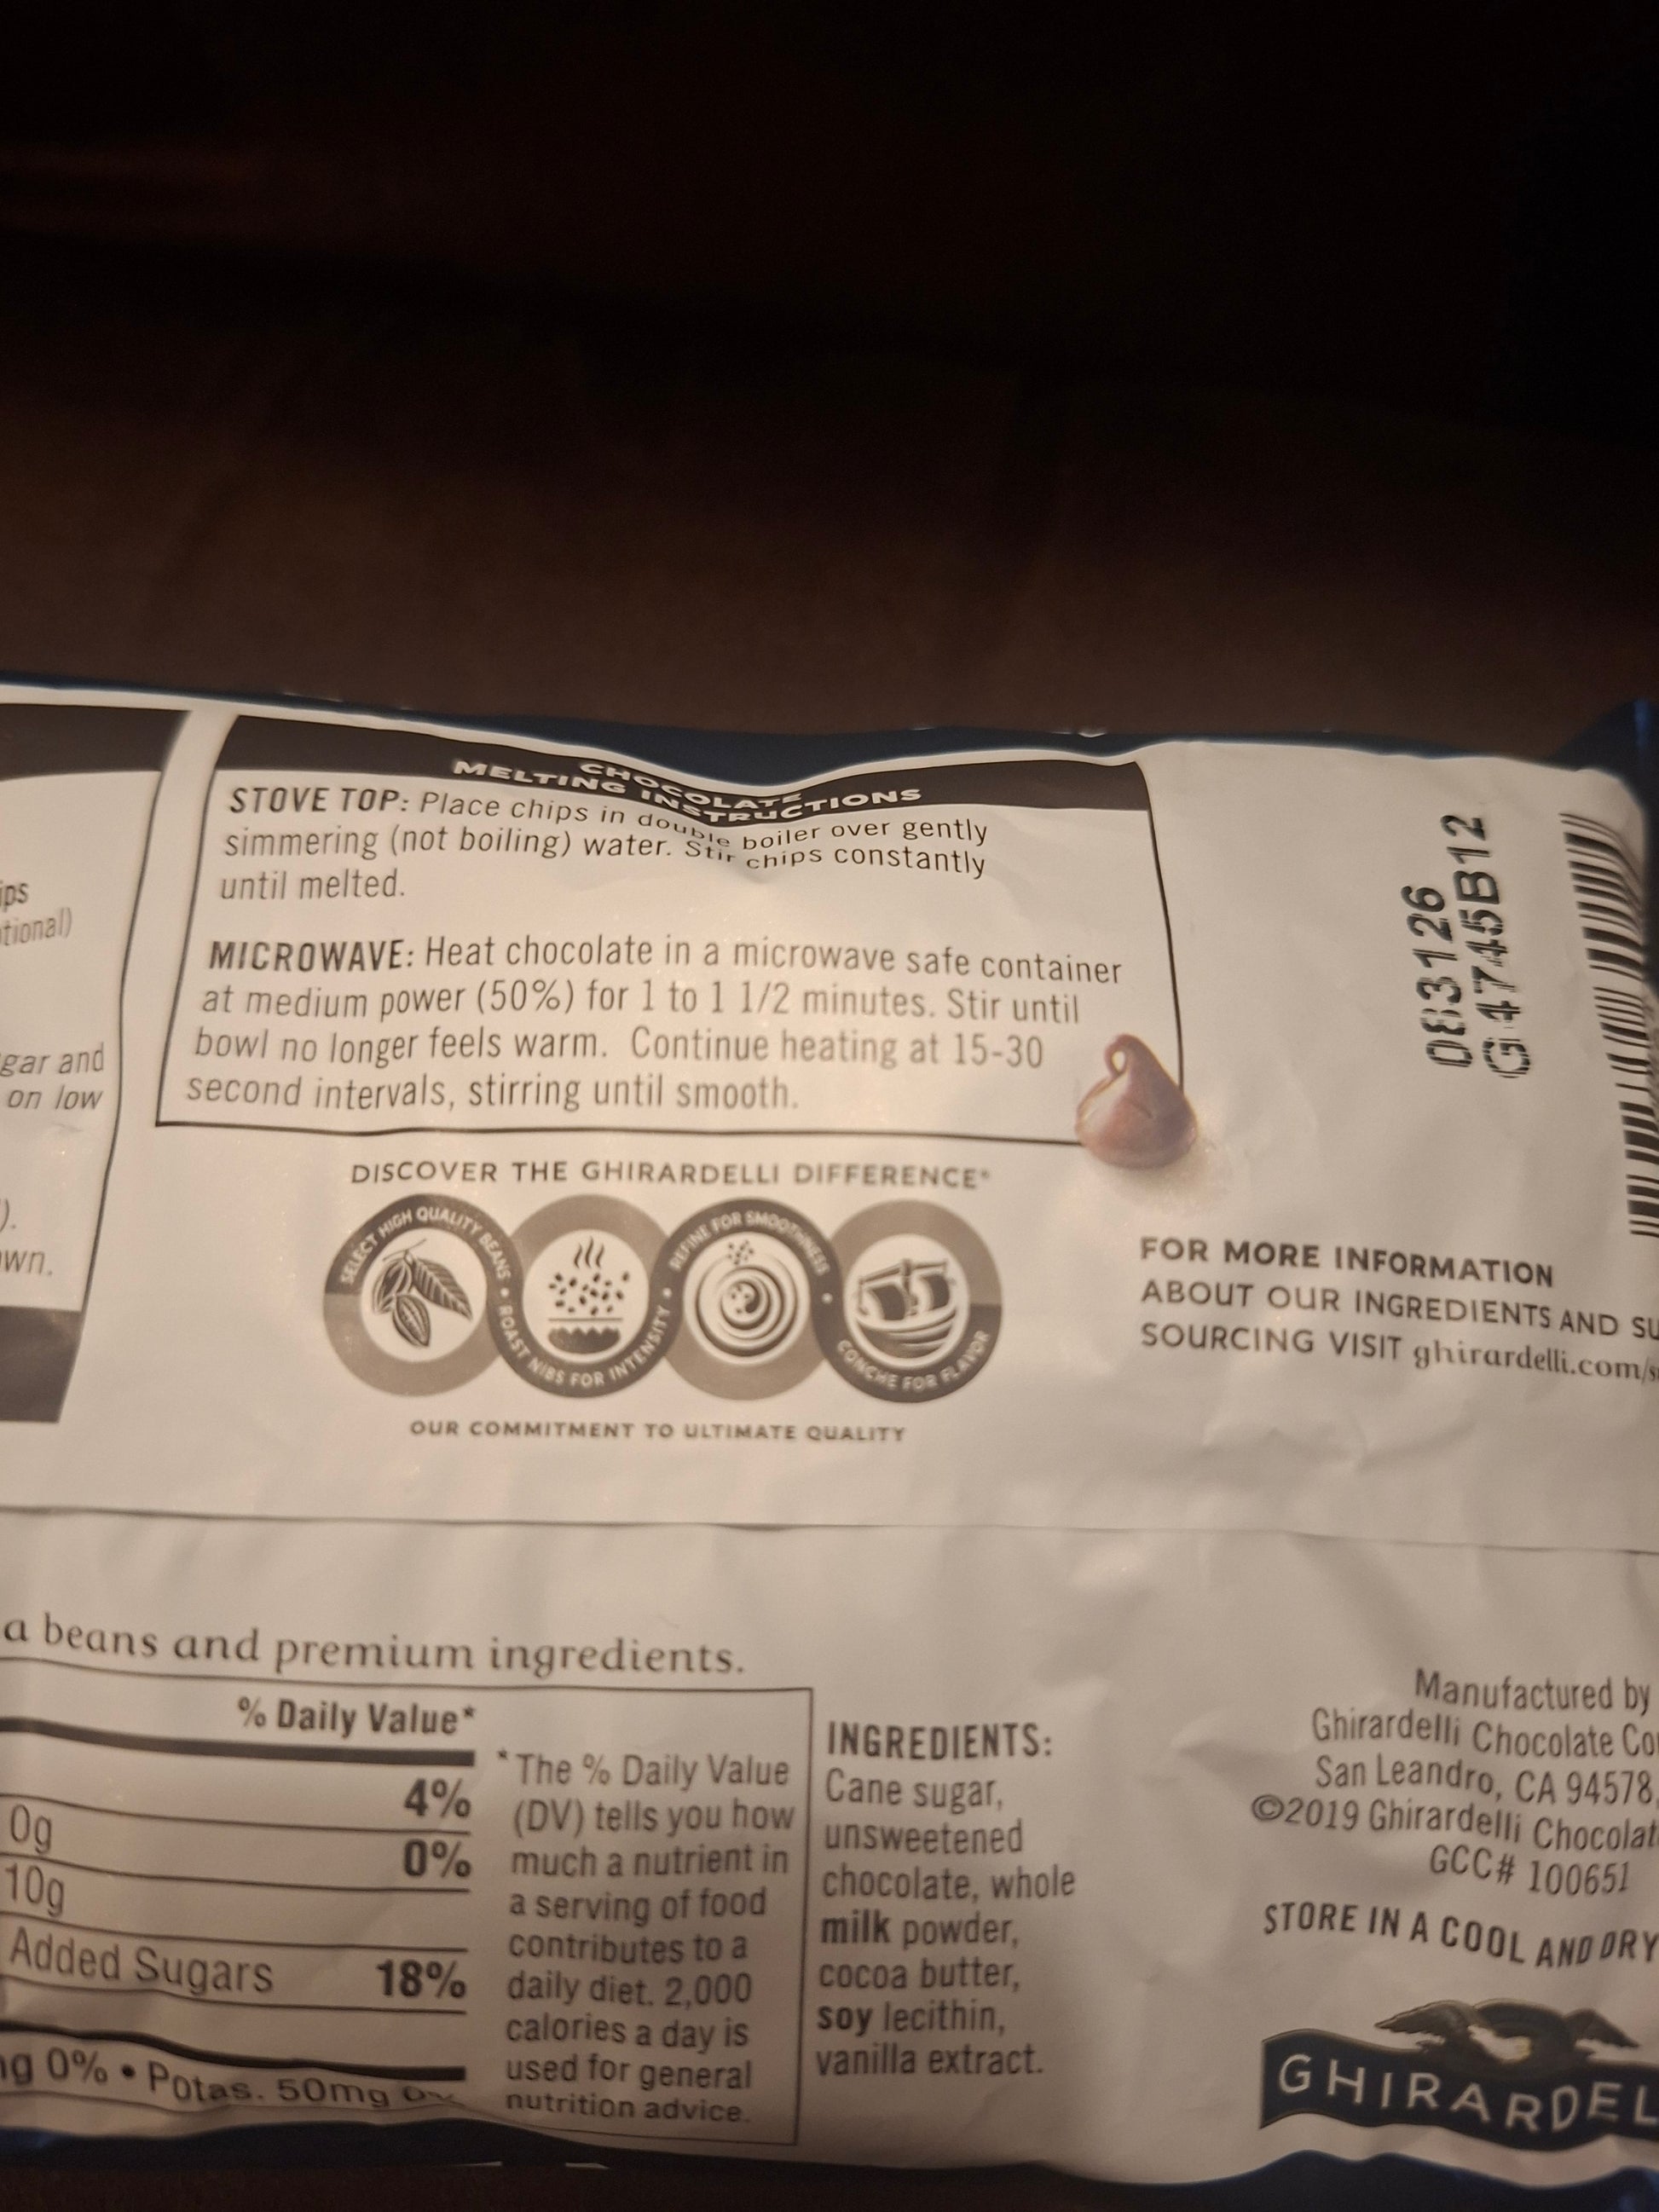 ips
tional)
gar and
on low
).
wn.
CHOCOLATE
MELTING INSTRUCTIONS
STOVE TOP: Place chips in double boiler over gently
simmering (not boiling) water. Stir chips constantly
until melted.
MICROWAVE: Heat chocolate in a microwave safe container
at medium power (50%) for 1 to 1 1/2 minutes. Stir until
bowl no longer feels warm. Continue heating at 15-30
second intervals, stirring until smooth.
083126
G14745B12
DISCOVER THE GHIRARDELLI DIFFERENCE®
SELECT HIGH QUALITY BEANS • ROAST NIBS FOR INTENSITY • REFINE FOR SMOOTHNESS • CONCHE FOR FLAVOR
OUR COMMITMENT TO ULTIMATE QUALITY
FOR MORE INFORMATION
ABOUT OUR INGREDIENTS AND SU
SOURCING VISIT ghirardelli.com/s
a beans and premium ingredients.
% Daily Value*
4%
0g 0%
10g
Added Sugars 18%
g 0% • Potas. 50mg 0%
*The % Daily Value
(DV) tells you how
much a nutrient in
a serving of food
contributes to a
daily diet. 2,000
calories a day is
used for general
nutrition advice.
INGREDIENTS:
Cane sugar,
unsweetened
chocolate, whole
milk powder,
cocoa butter,
soy lecithin,
vanilla extract.
Manufactured by
Ghirardelli Chocolate Co
San Leandro, CA 94578,
©2019 Ghirardelli Chocolat
GCC# 100651
STORE IN A COOL AND DRY
GHIRARDEL